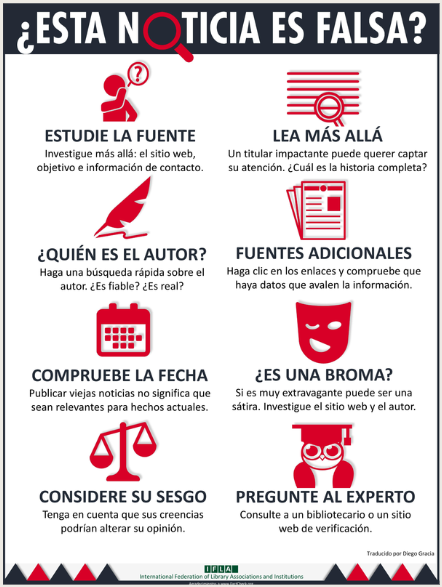 ¿ESTA NOTICIA ES FALSA?
?
ESTUDIE LA FUENTE
Investigue más allá: el sitio web,
objetivo e información de contacto.
LEA MÁS ALLÁ
Un titular impactante puede querer captar
su atención. ¿Cuál es la historia completa?
¿QUIÉN ES EL AUTOR?
Haga una búsqueda rápida sobre el
autor. ¿Es fiable? ¿Es real?
FUENTES ADICIONALES
Haga clic en los enlaces y compruebe que
haya datos que avalen la información.
COMPRUEBE LA FECHA
Publicar viejas noticias no significa que
sean relevantes para hechos actuales.
¿ES UNA BROMA?
Si es muy extravagante puede ser una
sátira. Investigue el sitio web y el autor.
CONSIDERE SU SESGO
Tenga en cuenta que sus creencias
podrían alterar su opinión.
PREGUNTE AL EXPERTO
Consulte a un bibliotecario o un sitio
web de verificación.
Traducido por Diego Gracia
IFLA
International Federation of Library Associations and Institutions